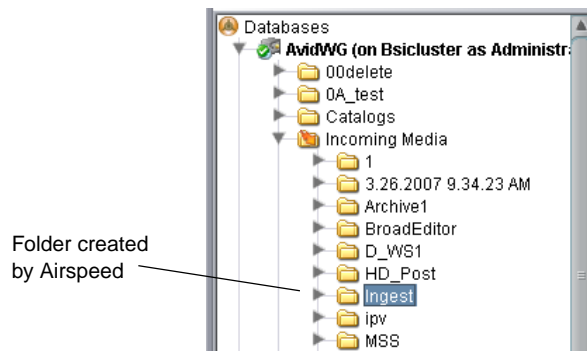 Databases
AvidWG (on Bsicluster as Administra
00delete
0A_test
Catalogs
Incoming Media
1
3.26.2007 9.34.23 AM
Archive1
BroadEditor
D_WS1
HD_Post
Ingest
ipv
MSS
Folder created
by Airspeed